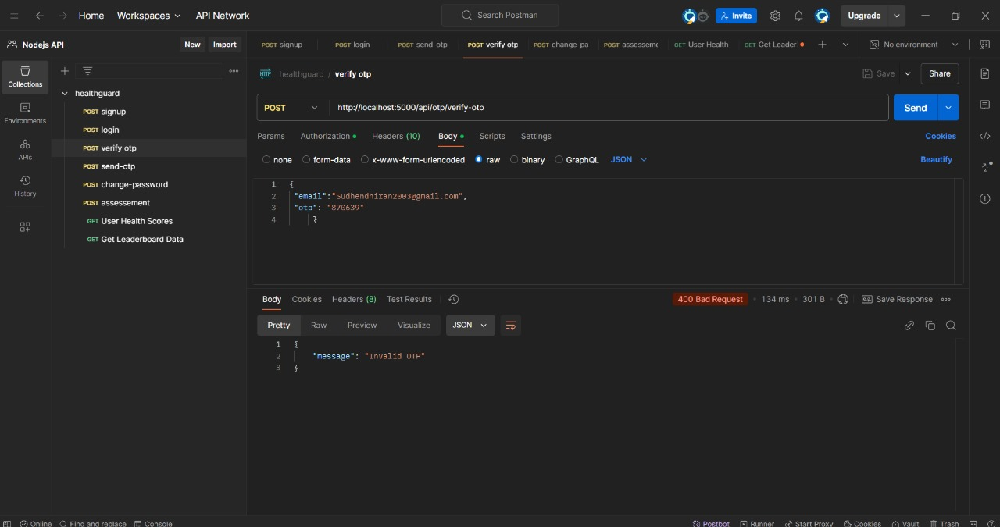 Home Workspaces API Network Search Postman Invite Upgrade
Nodejs API New Import POST signup POST login POST send-otp POST verify otp POST change-pa POST assesseme GET User Health GET Get Leader No environment
Collections
Environments
APIs
History
healthguard
POST signup
POST login
POST verify otp
POST send-otp
POST change-password
POST assessement
GET User Health Scores
GET Get Leaderboard Data
HTTP healthguard / verify otp Save Share
POST http://localhost:5000/api/otp/verify-otp Send
Params Authorization Headers (10) Body Scripts Settings Cookies
none form-data x-www-form-urlencoded raw binary GraphQL JSON Beautify
1 {
2 "email":"Sudhendhiran2003@gmail.com",
3 "otp": "870639"
4 }
Body Cookies Headers (8) Test Results 400 Bad Request 134 ms 301 B Save Response
Pretty Raw Preview Visualize JSON
1 {
2 "message": "Invalid OTP"
3 }
Online Find and replace Console Postbot Runner Start Proxy Cookies Vault Trash